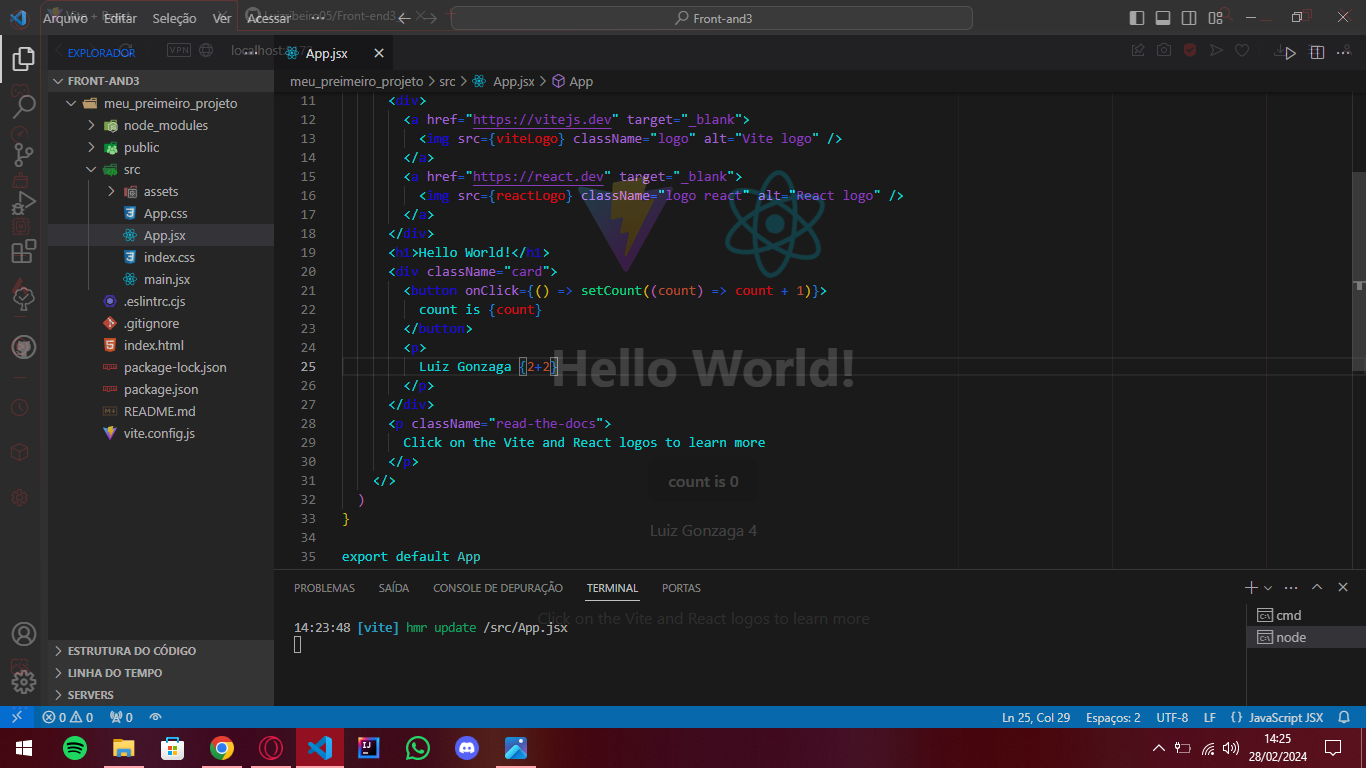 Arquivo Editar Seleção Ver Acessar ···
Front-and3
EXPLORADOR
VPN
App.jsx
FRONT-AND3
meu_preimeiro_projeto > src > App.jsx > App
meu_preimeiro_projeto
node_modules
public
src
assets
App.css
App.jsx
index.css
main.jsx
.eslintrc.cjs
.gitignore
index.html
package-lock.json
package.json
README.md
vite.config.js
ESTRUTURA DO CÓDIGO
LINHA DO TEMPO
SERVERS
11 <div>
12 <a href="https://vitejs.dev" target="_blank">
13 <img src={viteLogo} className="logo" alt="Vite logo" />
14 </a>
15 <a href="https://react.dev" target="_blank">
16 <img src={reactLogo} className="logo react" alt="React logo" />
17 </a>
18 </div>
19 <h1>Hello World!</h1>
20 <div className="card">
21 <button onClick={() => setCount((count) => count + 1)}>
22 count is {count}
23 </button>
24 <p>
25 Luiz Gonzaga {2+2}
26 </p>
27 </div>
28 <p className="read-the-docs">
29 Click on the Vite and React logos to learn more
30 </p>
31 </>
32 )
33 }
34
35 export default App
Hello World!
count is 0
Luiz Gonzaga 4
Click on the Vite and React logos to learn more
PROBLEMAS SAÍDA CONSOLE DE DEPURAÇÃO TERMINAL PORTAS
14:23:48 [vite] hmr update /src/App.jsx
cmd
node
0 0 0
Ln 25, Col 29 Espaços: 2 UTF-8 LF {} JavaScript JSX
14:25
28/02/2024